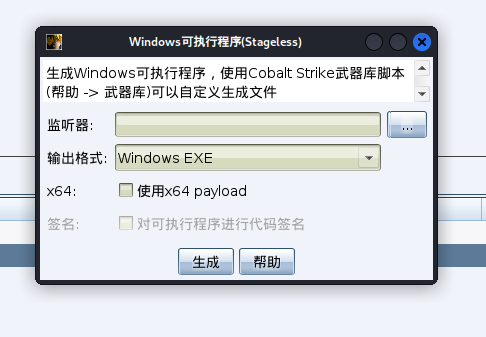 Windows可执行程序(Stageless)
生成Windows可执行程序，使用Cobalt Strike武器库脚本
(帮助 -> 武器库)可以自定义生成文件
监听器:
...
输出格式: Windows EXE
x64: 使用x64 payload
签名: 对可执行程序进行代码签名
生成 帮助